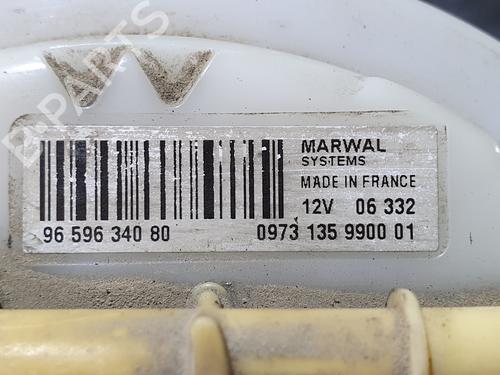 B-PARTS
MARWAL
SYSTEMS
MADE IN FRANCE
12V 06 332
96 596 340 80 0973 135 9900 01